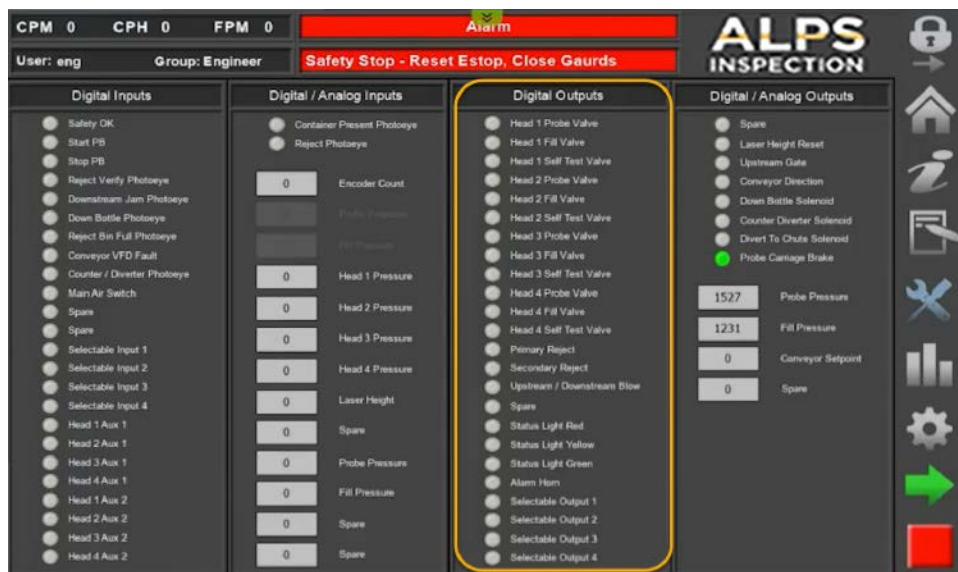 CPM 0 CPH 0 FPM 0
Alarm
ALPS
INSPECTION
User: eng Group: Engineer
Safety Stop - Reset Estop, Close Gaurds
Digital Inputs
Safety OK
Start PB
Stop PB
Reject Verify Photoeye
Downstream Jam Photoeye
Down Bottle Photoeye
Reject Bin Full Photoeye
Conveyor VFD Fault
Counter / Diverter Photoeye
Main Air Switch
Spare
Spare
Selectable Input 1
Selectable Input 2
Selectable Input 3
Selectable Input 4
Head 1 Aux 1
Head 2 Aux 1
Head 3 Aux 1
Head 4 Aux 1
Head 1 Aux 2
Head 2 Aux 2
Head 3 Aux 2
Head 4 Aux 2
Digital / Analog Inputs
Container Present Photoeye
Reject Photoeye
0 Encoder Count
Probe Pressure
Fill Pressure
0 Head 1 Pressure
0 Head 2 Pressure
0 Head 3 Pressure
0 Head 4 Pressure
0 Laser Height
0 Spare
0 Probe Pressure
0 Fill Pressure
0 Spare
0 Spare
Digital Outputs
Head 1 Probe Valve
Head 1 Fill Valve
Head 1 Self Test Valve
Head 2 Probe Valve
Head 2 Fill Valve
Head 2 Self Test Valve
Head 3 Probe Valve
Head 3 Fill Valve
Head 3 Self Test Valve
Head 4 Probe Valve
Head 4 Fill Valve
Head 4 Self Test Valve
Primary Reject
Secondary Reject
Upstream / Downstream Blow
Spare
Status Light Red
Status Light Yellow
Status Light Green
Alarm Horn
Selectable Output 1
Selectable Output 2
Selectable Output 3
Selectable Output 4
Digital / Analog Outputs
Spare
Laser Height Reset
Upstream Gate
Conveyor Direction
Down Bottle Solenoid
Counter Diverter Solenoid
Divert To Chute Solenoid
Probe Carriage Brake
1527 Probe Pressure
1231 Fill Pressure
0 Conveyor Setpoint
0 Spare